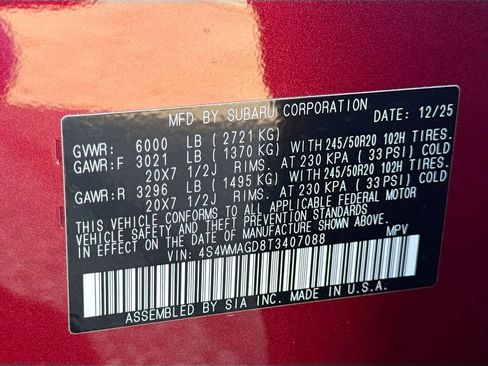 MFD BY SUBARU CORPORATION DATE: 12/25
GVWR: 6000 LB (2721 KG)
GAWR:F 3021 LB (1370 KG) WITH 245/50R20 102H TIRES.
20X7 1/2J RIMS. AT 230 KPA (33 PSI) COLD
GAWR:R 3296 LB (1495 KG) WITH 245/50R20 102H TIRES.
20X7 1/2J RIMS. AT 230 KPA (33 PSI) COLD
THIS VEHICLE CONFORMS TO ALL APPLICABLE FEDERAL MOTOR
VEHICLE SAFETY AND THEFT PREVENTION STANDARDS
IN EFFECT ON THE DATE OF MANUFACTURE SHOWN ABOVE.
VIN: 4S4WMAGD8T3407088 MPV
ASSEMBLED BY SIA INC. MADE IN U.S.A.